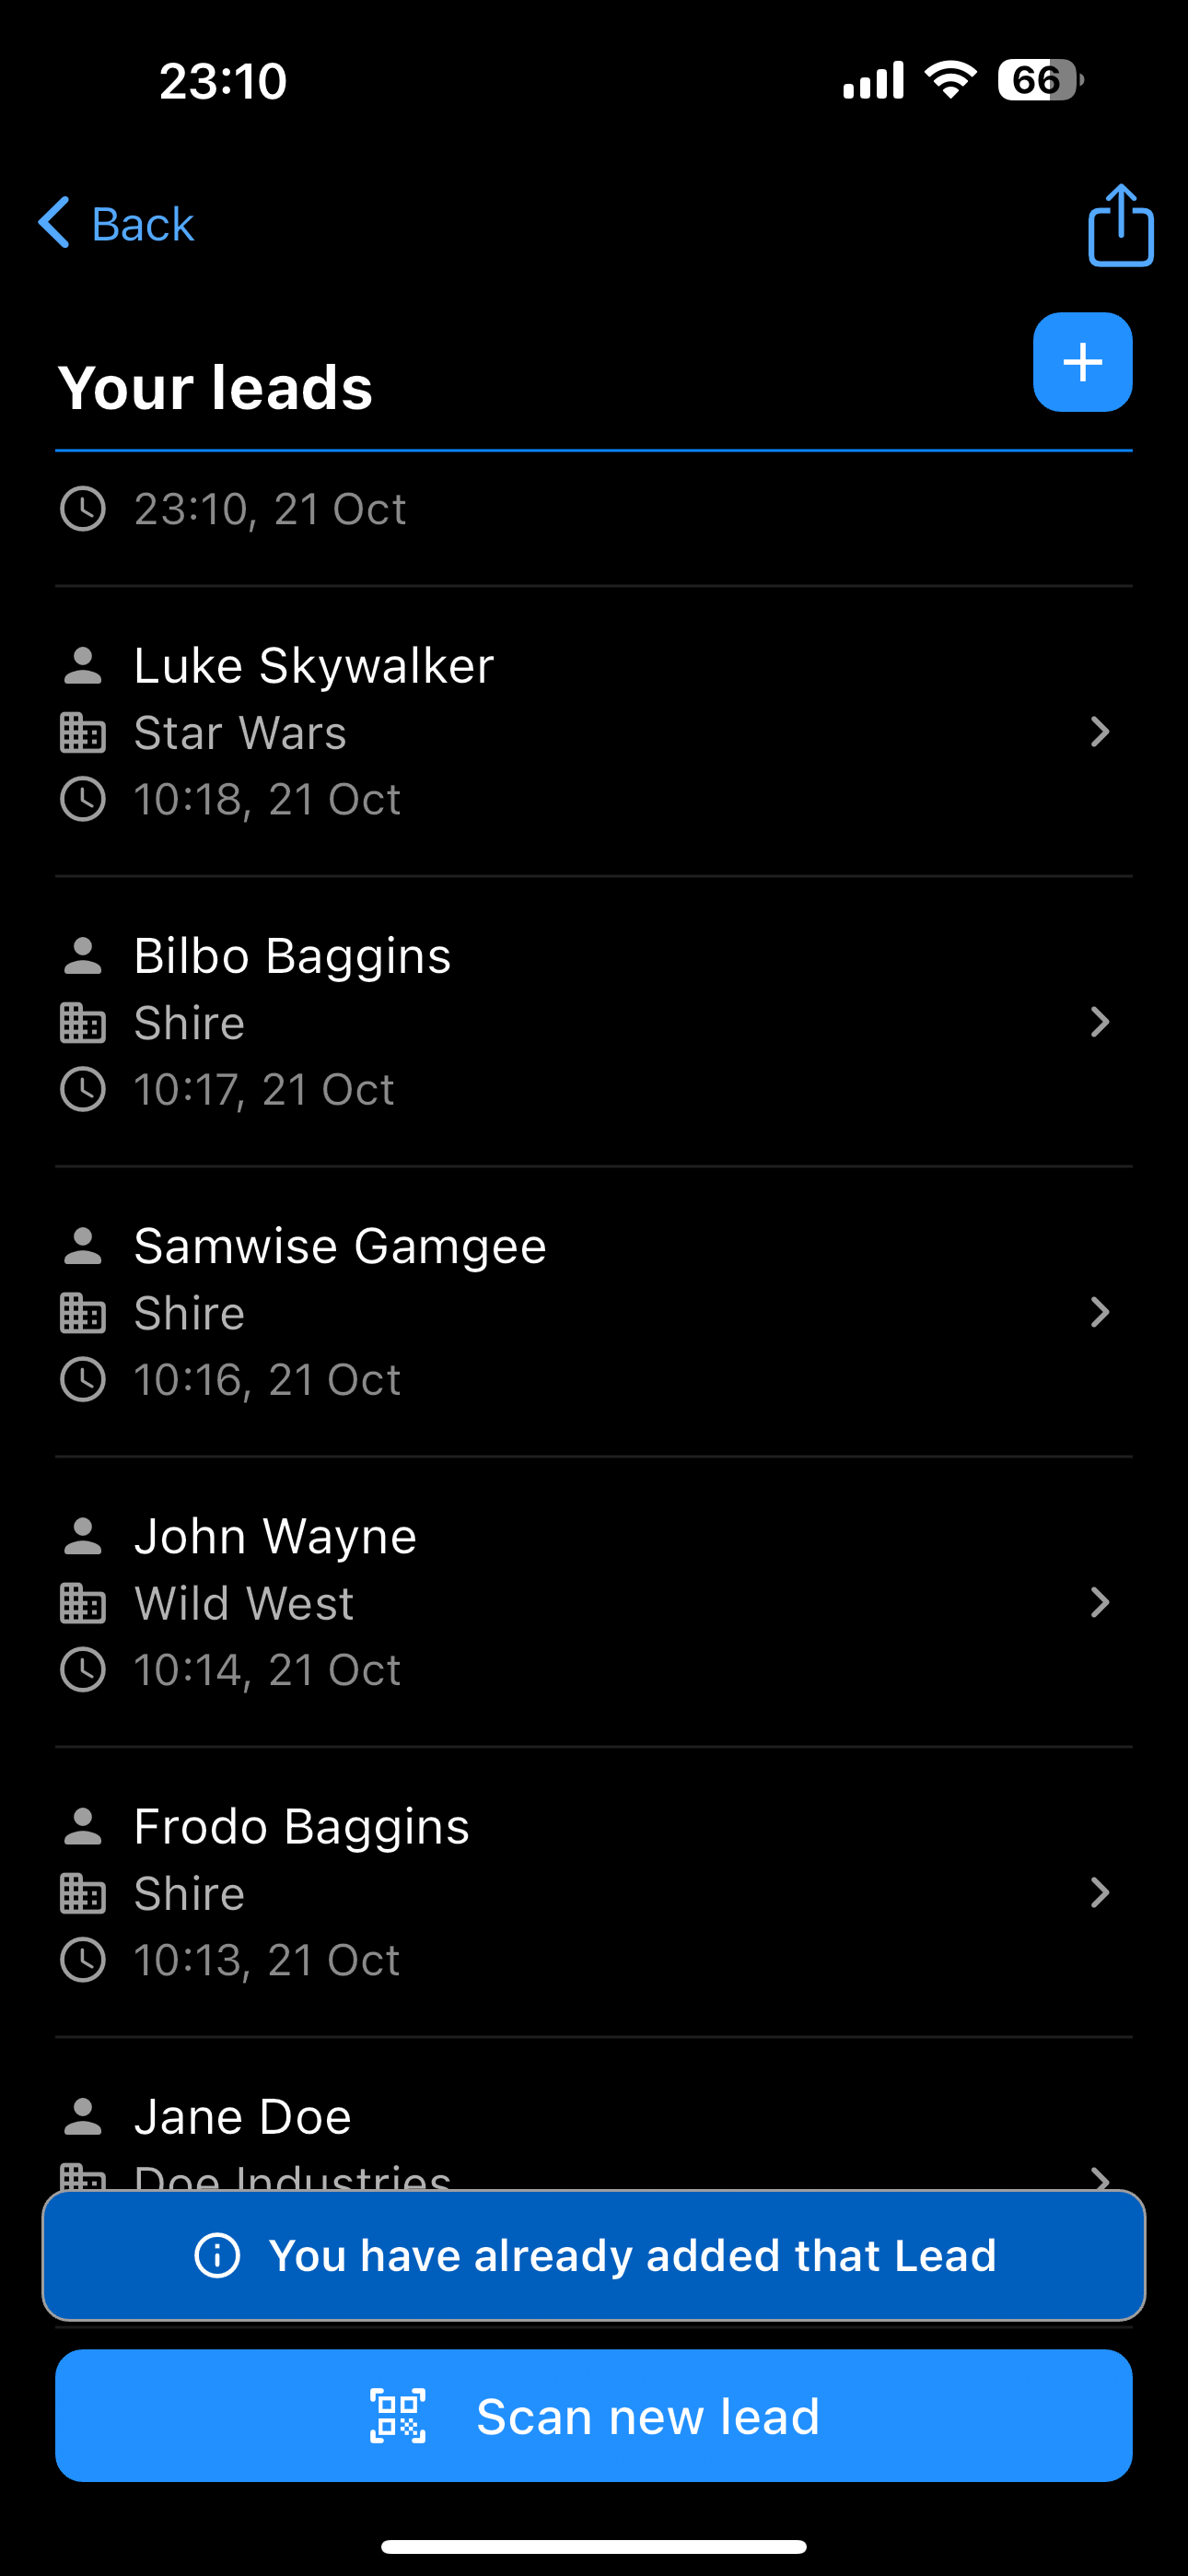 23:10
66
Back
Your leads
23:10, 21 Oct
Luke Skywalker
Star Wars
10:18, 21 Oct
Bilbo Baggins
Shire
10:17, 21 Oct
Samwise Gamgee
Shire
10:16, 21 Oct
John Wayne
Wild West
10:14, 21 Oct
Frodo Baggins
Shire
10:13, 21 Oct
Jane Doe
Doe Industries
You have already added that Lead
Scan new lead